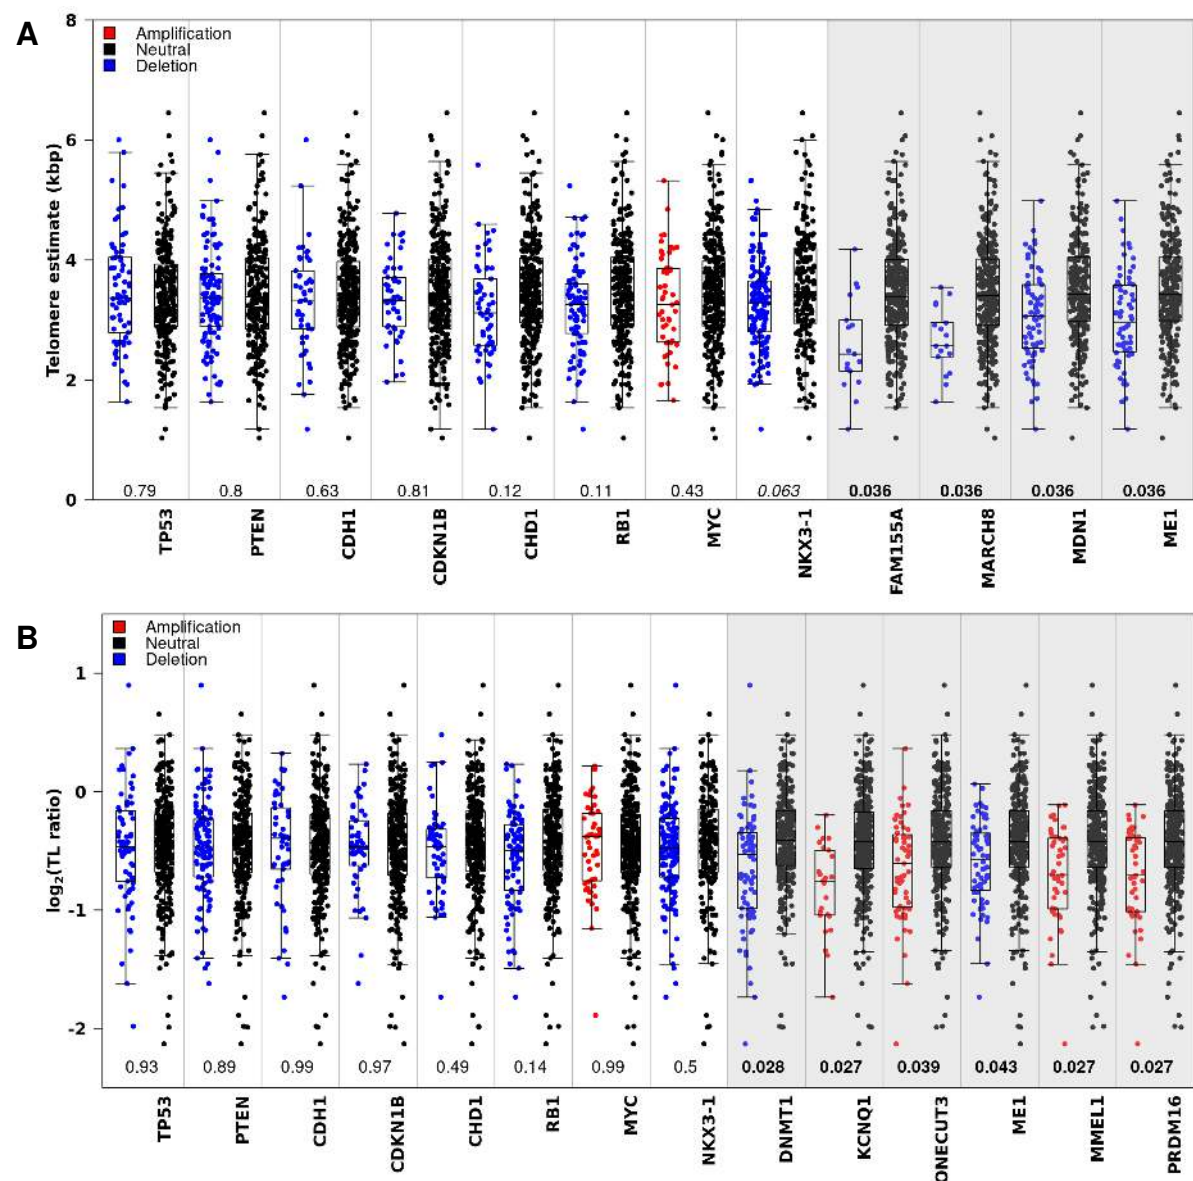 A
8
Amplification
Neutral
Deletion
6
4
2
0
Telomere estimate (kbp)
0.79 0.8 0.63 0.81 0.12 0.11 0.43 0.063 0.036 0.036 0.036 0.036
TP53 PTEN CDH1 CDKN1B CHD1 RB1 MYC NKX3-1 FAM155A MARCH8 MDN1 ME1
B
Amplification
Neutral
Deletion
1
0
-1
-2
log2(TL ratio)
0.93 0.89 0.99 0.97 0.49 0.14 0.99 0.5 0.028 0.027 0.039 0.043 0.027 0.027
TP53 PTEN CDH1 CDKN1B CHD1 RB1 MYC NKX3-1 DNMT1 KCNQ1 ONECUT3 ME1 MMEL1 PRDM16